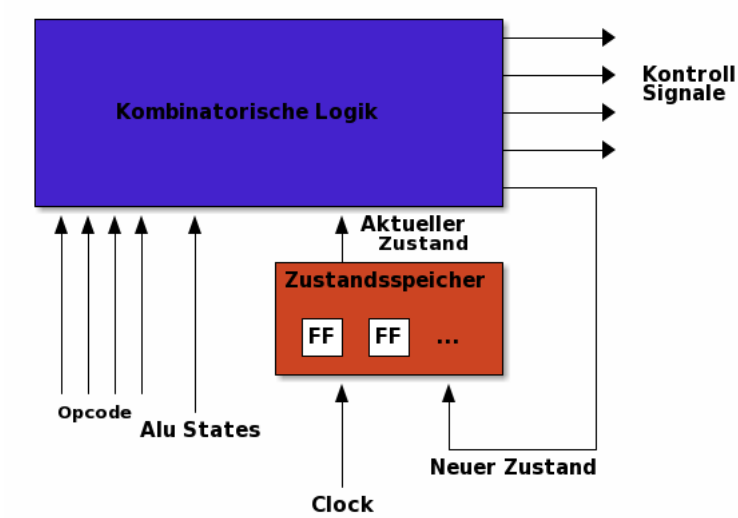 Kombinatorische Logik
Kontroll
Signale
Aktueller
Zustand
Zustandsspeicher
FF FF ...
Opcode
Alu States
Neuer Zustand
Clock